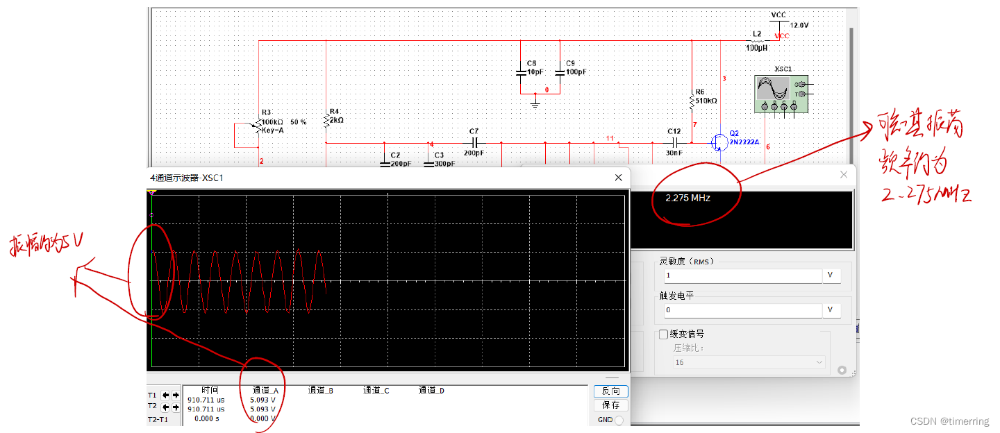 VCC
12.0V
VCC
L2
100μH
C8
10pF
C9
100pF
0
3
XSC1
G
T
A B C D
R6
510kΩ
R3
100kΩ 50 %
Key=A
R4
2kΩ
7
C7
200pF
C12
30nF
Q2
2N2222A
11
6
4
2
C2
200pF
C3
300pF
振荡
频率约为
2.275MHz
4通道示波器-XSC1
2.275 MHz
振幅约为5V
灵敏度（RMS）
1 V
触发电平
0 V
缓变信号
压缩比：
16
时间 通道_A 通道_B 通道_C 通道_D
T1 910.711 us 5.093 V
T2 910.711 us 5.093 V
T2-T1 0.000 s 0.000 V
反向
保存
GND
CSDN @timerring